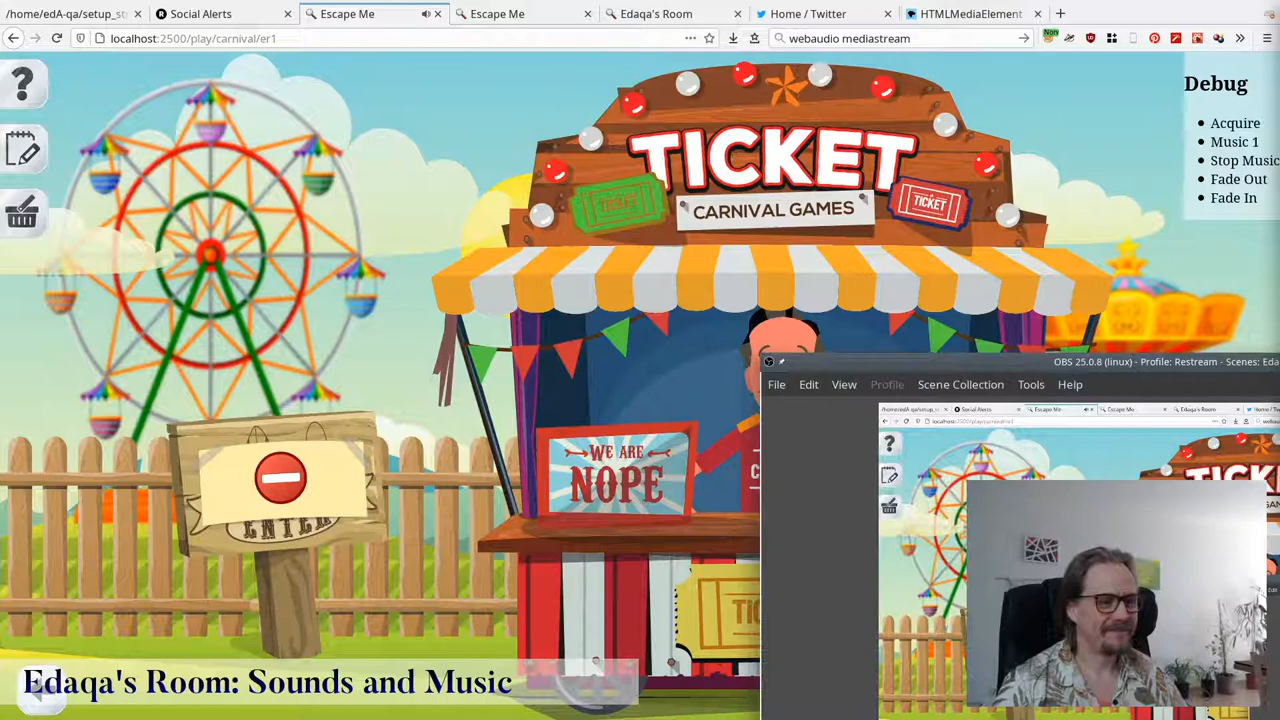 /home/edA-qa/setup_st
Social Alerts
Escape Me
Escape Me
Edaqa's Room
Home / Twitter
HTMLMediaElement
localhost:2500/play/carnival/er1
webaudio mediastream
Debug
Acquire
Music 1
Stop Music
Fade Out
Fade In
TICKET
TICKET
TICKET
CARNIVAL GAMES
OBS 25.0.8 (linux) - Profile: Restream - Scenes: Eda
File Edit View Profile Scene Collection Tools Help
WE ARE
NOPE
ENTER
Edaqa's Room: Sounds and Music